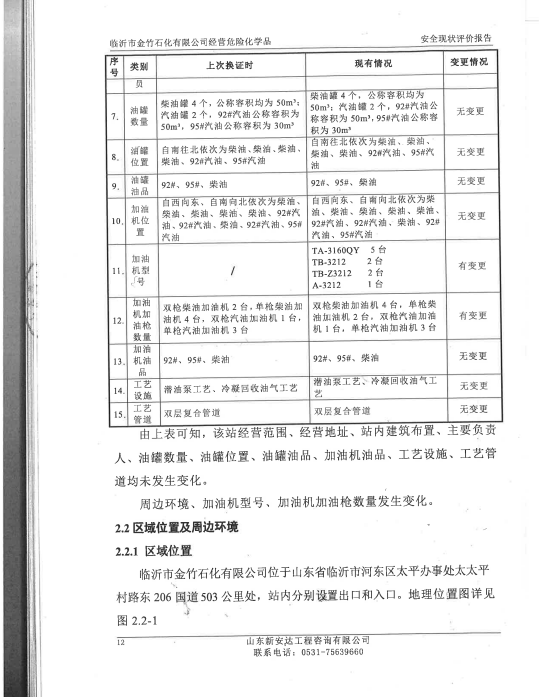 临沂市金竹石化有限公司经营危险化学品 安全现状评价报告
序号 类别 上次换证时 现有情况 变更情况
员
7. 油罐数量 柴油罐 4 个，公称容积均为 50m³；汽油罐 2 个，92#汽油公称容积为 50m³，95#汽油公称容积为 30m³ 柴油罐 4 个，公称容积均为 50m³；汽油罐 2 个，92#汽油公称容积为 50m³，95#汽油公称容积为 30m³ 无变更
8. 油罐位置 自南往北依次为柴油、柴油、柴油、柴油、92#汽油、95#汽油 自南往北依次为柴油、柴油、柴油、柴油、92#汽油、95#汽油 无变更
9. 油罐油品 92#、95#、柴油 92#、95#、柴油 无变更
10. 加油机位置 自西向东、自南向北依次为柴油、柴油、柴油、柴油、柴油、92#汽油、92#汽油、柴油、92#汽油、95#汽油 自西向东、自南向北依次为柴油、柴油、柴油、柴油、柴油、92#汽油、92#汽油、柴油、92#汽油、95#汽油 无变更
11. 加油机型号 / TA-3160QY 5 台 TB-3212 2 台 TB-Z3212 2 台 A-3212 1 台 有变更
12. 加油机加油枪数量 双枪柴油加油机 2 台，单枪柴油加油机 4 台，双枪汽油加油机 1 台，单枪汽油加油机 3 台 双枪柴油加油机 4 台，单枪柴油加油机 2 台，双枪汽油加油机 1 台，单枪汽油加油机 3 台 有变更
13. 加油机油品 92#、95#、柴油 92#、95#、柴油 无变更
14. 工艺设施 潜油泵工艺、冷凝回收油气工艺 潜油泵工艺、冷凝回收油气工艺 无变更
15. 工艺管道 双层复合管道 双层复合管道 无变更
由上表可知，该站经营范围、经营地址、站内建筑布置、主要负责
人、油罐数量、油罐位置、油罐油品、加油机油品、工艺设施、工艺管
道均未发生变化。
周边环境、加油机型号、加油机加油枪数量发生变化。
2.2 区域位置及周边环境
2.2.1 区域位置
临沂市金竹石化有限公司位于山东省临沂市河东区太平办事处太太平
村路东 206 国道 503 公里处，站内分别设置出口和入口。地理位置图详见
图 2.2-1
12 山东新安达工程咨询有限公司
联系电话：0531-75639660